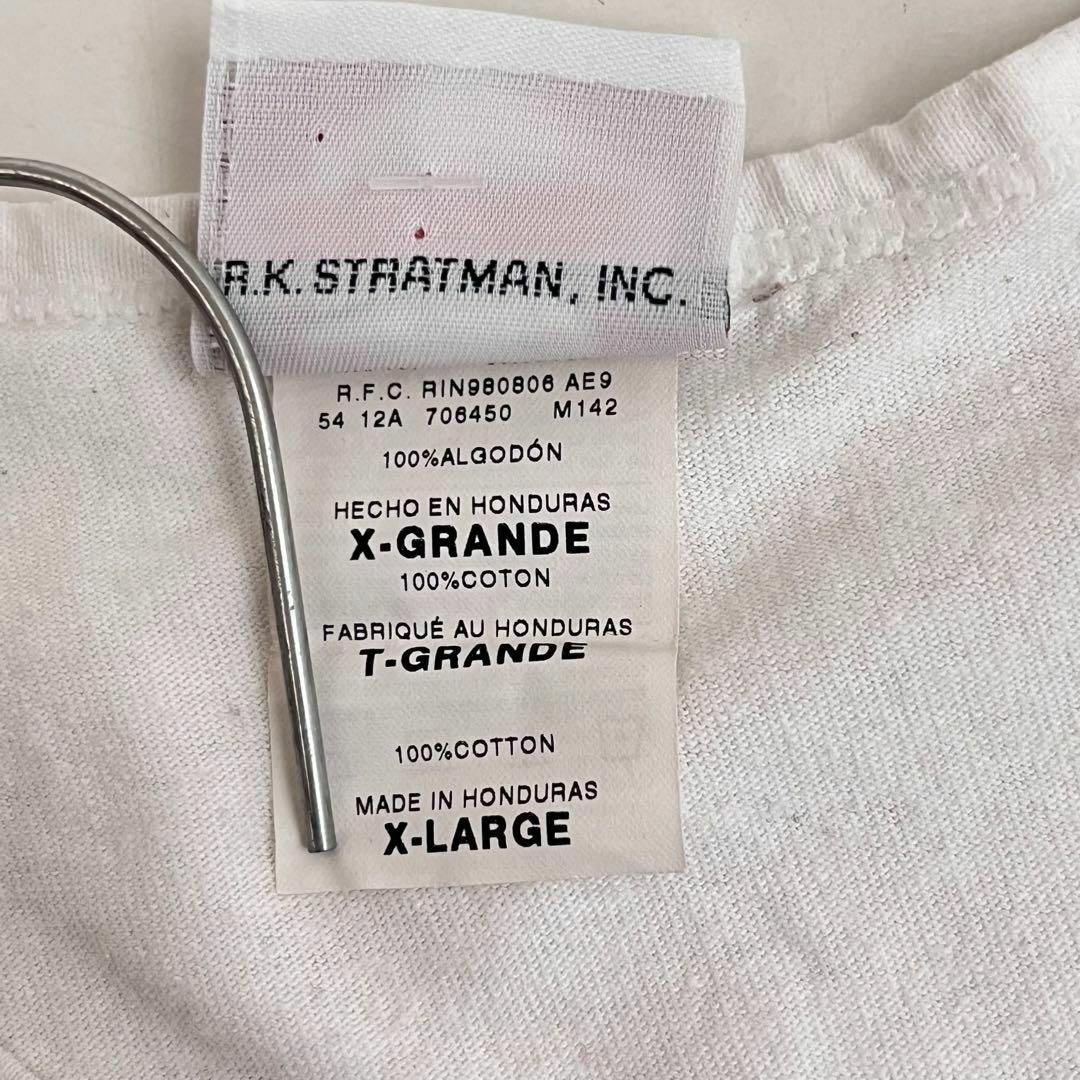 R.K. STRATMAN, INC.
R.F.C. RIN980806 AE9
54 12A 706450 M142
100%ALGODÓN
HECHO EN HONDURAS
X-GRANDE
100%COTON
FABRIQUÉ AU HONDURAS
T-GRANDE
100%COTTON
MADE IN HONDURAS
X-LARGE